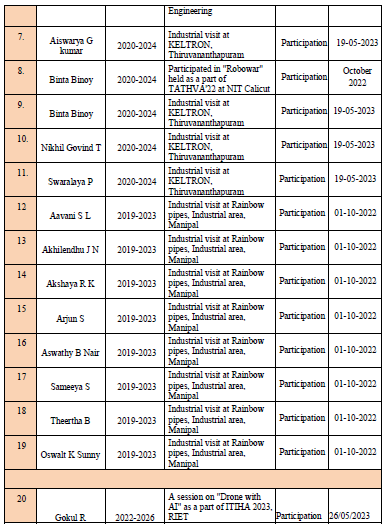 Engineering
7. Aiswarya G kumar 2020-2024 Industrial visit at KELTRON, Thiruvananthapuram Participation 19-05-2023
8. Binta Binoy 2020-2024 Participated in "Robowar" held as a part of TATHVA'22 at NIT Calicut Participation October 2022
9. Binta Binoy 2020-2024 Industrial visit at KELTRON, Thiruvananthapuram Participation 19-05-2023
10. Nikhil Govind T 2020-2024 Industrial visit at KELTRON, Thiruvananthapuram Participation 19-05-2023
11. Swaralaya P 2020-2024 Industrial visit at KELTRON, Thiruvananthapuram Participation 19-05-2023
12 Aavani S L 2019-2023 Industrial visit at Rainbow pipes, Industrial area, Manipal Participation 01-10-2022
13 Akhilendhu J N 2019-2023 Industrial visit at Rainbow pipes, Industrial area, Manipal Participation 01-10-2022
14 Akshaya R K 2019-2023 Industrial visit at Rainbow pipes, Industrial area, Manipal Participation 01-10-2022
15 Arjun S 2019-2023 Industrial visit at Rainbow pipes, Industrial area, Manipal Participation 01-10-2022
16 Aswathy B Nair 2019-2023 Industrial visit at Rainbow pipes, Industrial area, Manipal Participation 01-10-2022
17 Sameeya S 2019-2023 Industrial visit at Rainbow pipes, Industrial area, Manipal Participation 01-10-2022
18 Theertha B 2019-2023 Industrial visit at Rainbow pipes, Industrial area, Manipal Participation 01-10-2022
19 Oswalt K Sunny 2019-2023 Industrial visit at Rainbow pipes, Industrial area, Manipal Participation 01-10-2022
20 Gokul R 2022-2026 A session on "Drone with AI" as a part of ITIHA 2023, RIET Participation 26/05/2023